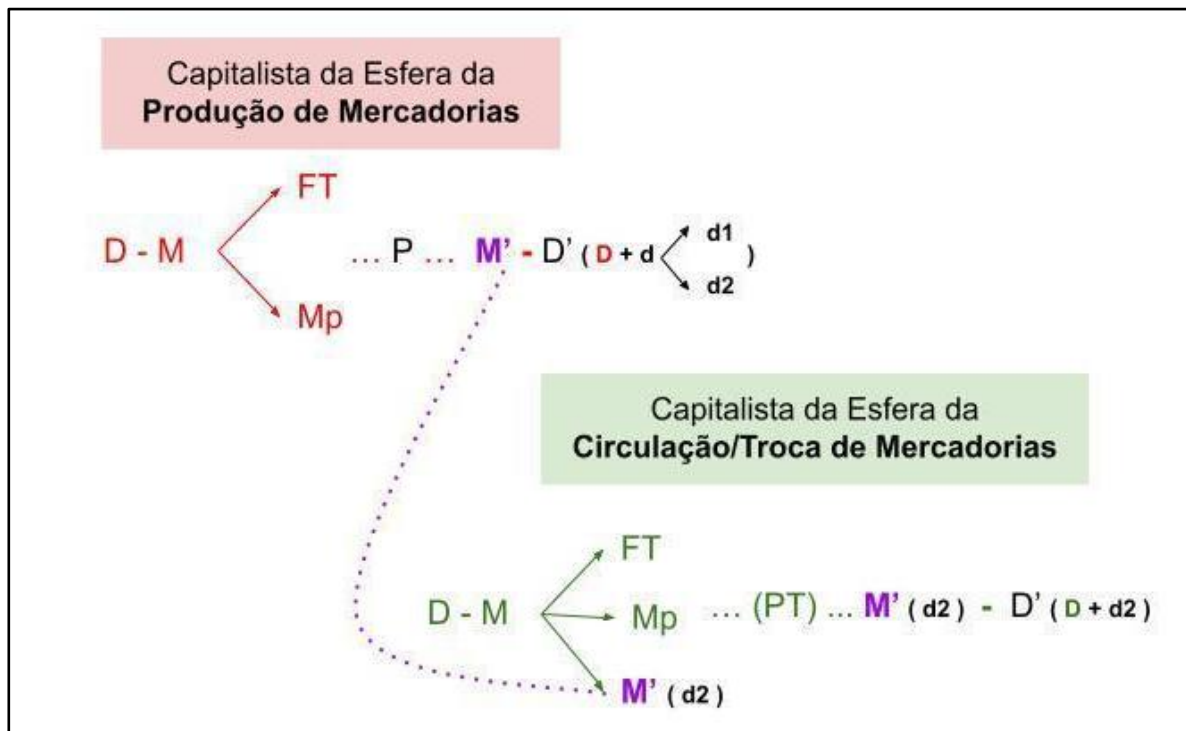 Capitalista da Esfera da
Produção de Mercadorias
FT
D - M
... P ... M' - D' ( D + d
d1
d2
)
Mp
Capitalista da Esfera da
Circulação/Troca de Mercadorias
FT
D - M
Mp ... (PT) ... M' ( d2 ) - D' ( D + d2 )
M' ( d2 )